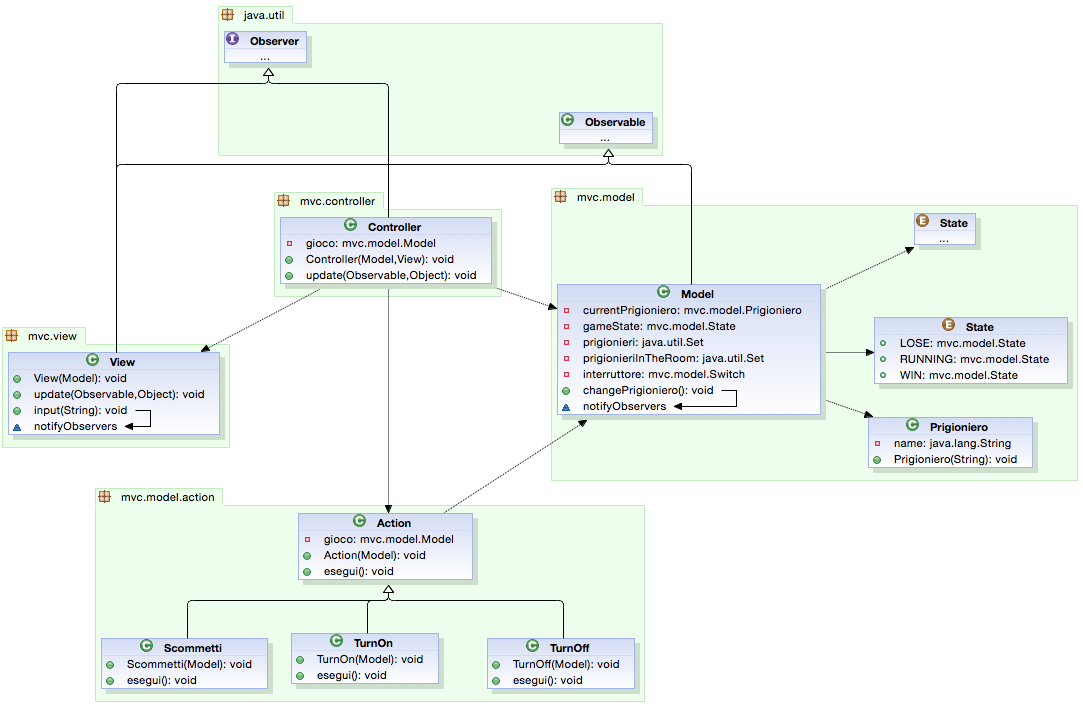 java.util
Observer
...
Observable
...
mvc.controller
Controller
gioco: mvc.model.Model
Controller(Model,View): void
update(Observable,Object): void
mvc.model
State
...
Model
currentPrigioniero: mvc.model.Prigioniero
gameState: mvc.model.State
prigionieri: java.util.Set
prigionieriInTheRoom: java.util.Set
interruttore: mvc.model.Switch
changePrigioniero(): void
notifyObservers
State
LOSE: mvc.model.State
RUNNING: mvc.model.State
WIN: mvc.model.State
Prigioniero
name: java.lang.String
Prigioniero(String): void
mvc.view
View
View(Model): void
update(Observable,Object): void
input(String): void
notifyObservers
mvc.model.action
Action
gioco: mvc.model.Model
Action(Model): void
esegui(): void
Scommetti
Scommetti(Model): void
esegui(): void
TurnOn
TurnOn(Model): void
esegui(): void
TurnOff
TurnOff(Model): void
esegui(): void